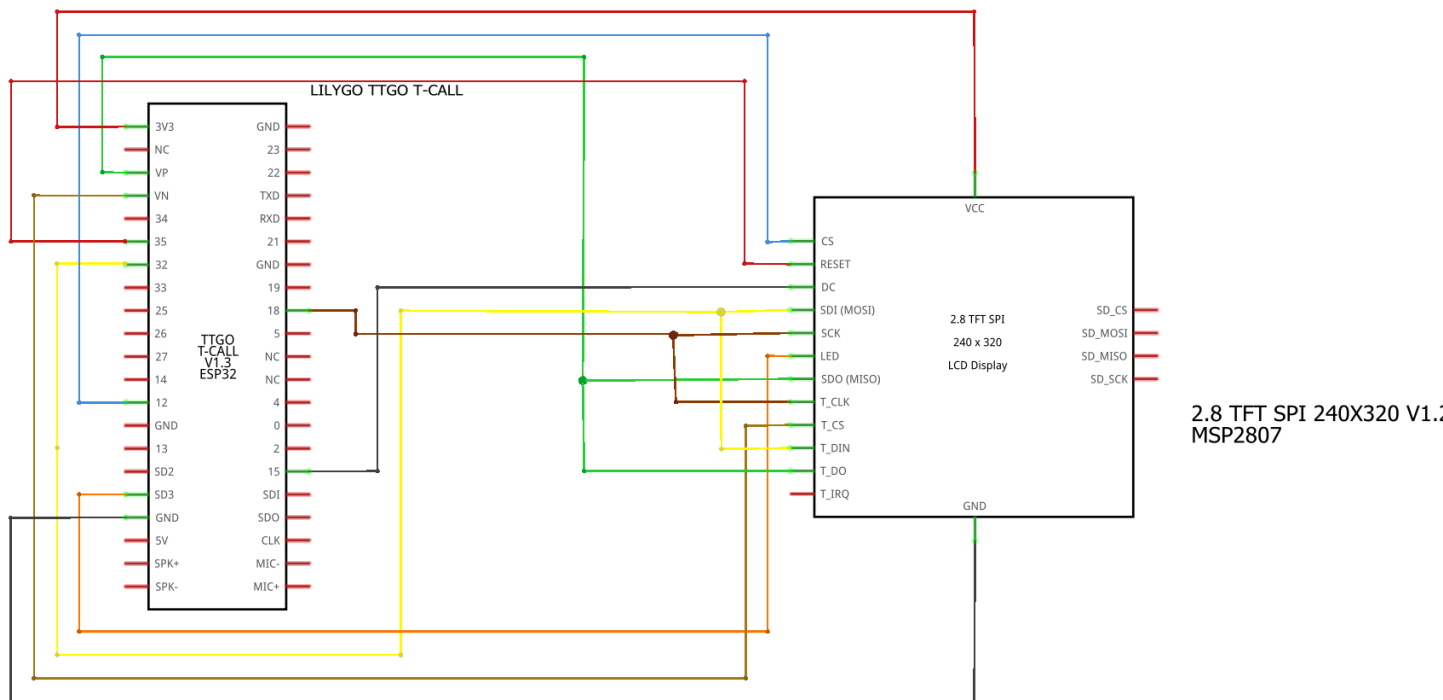 LILYGO TTGO T-CALL
3V3
NC
VP
VN
34
35
32
33
25
26
27
14
12
GND
13
SD2
SD3
GND
5V
SPK+
SPK-
TTGO
T-CALL
V1.3
ESP32
GND
23
22
TXD
RXD
21
GND
19
18
5
NC
NC
4
0
2
15
SDI
SDO
CLK
MIC-
MIC+
VCC
CS
RESET
DC
SDI (MOSI)
SCK
LED
SDO (MISO)
T_CLK
T_CS
T_DIN
T_DO
T_IRQ
2.8 TFT SPI
240 x 320
LCD Display
SD_CS
SD_MOSI
SD_MISO
SD_SCK
GND
2.8 TFT SPI 240X320 V1.2
MSP2807